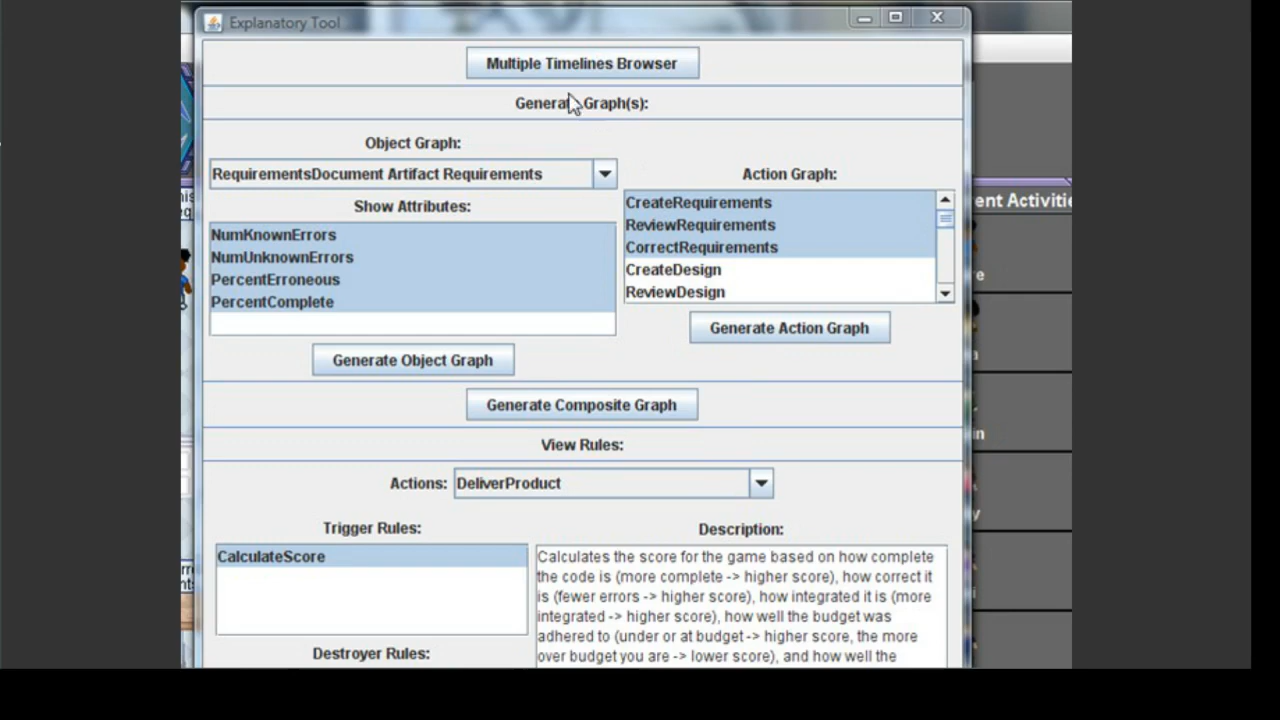 Explanatory Tool
Multiple Timelines Browser
Generate Graph(s):
Object Graph:
RequirementsDocument Artifact Requirements
Show Attributes:
NumKnownErrors
NumUnknownErrors
PercentErroneous
PercentComplete
Generate Object Graph
Action Graph:
CreateRequirements
ReviewRequirements
CorrectRequirements
CreateDesign
ReviewDesign
Generate Action Graph
Generate Composite Graph
View Rules:
Actions: DeliverProduct
Trigger Rules:
CalculateScore
Destroyer Rules:
Description:
Calculates the score for the game based on how complete
the code is (more complete -> higher score), how correct it
is (fewer errors -> higher score), how integrated it is (more
integrated -> higher score), how well the budget was
adhered to (under or at budget -> higher score, the more
over budget you are -> lower score), and how well the